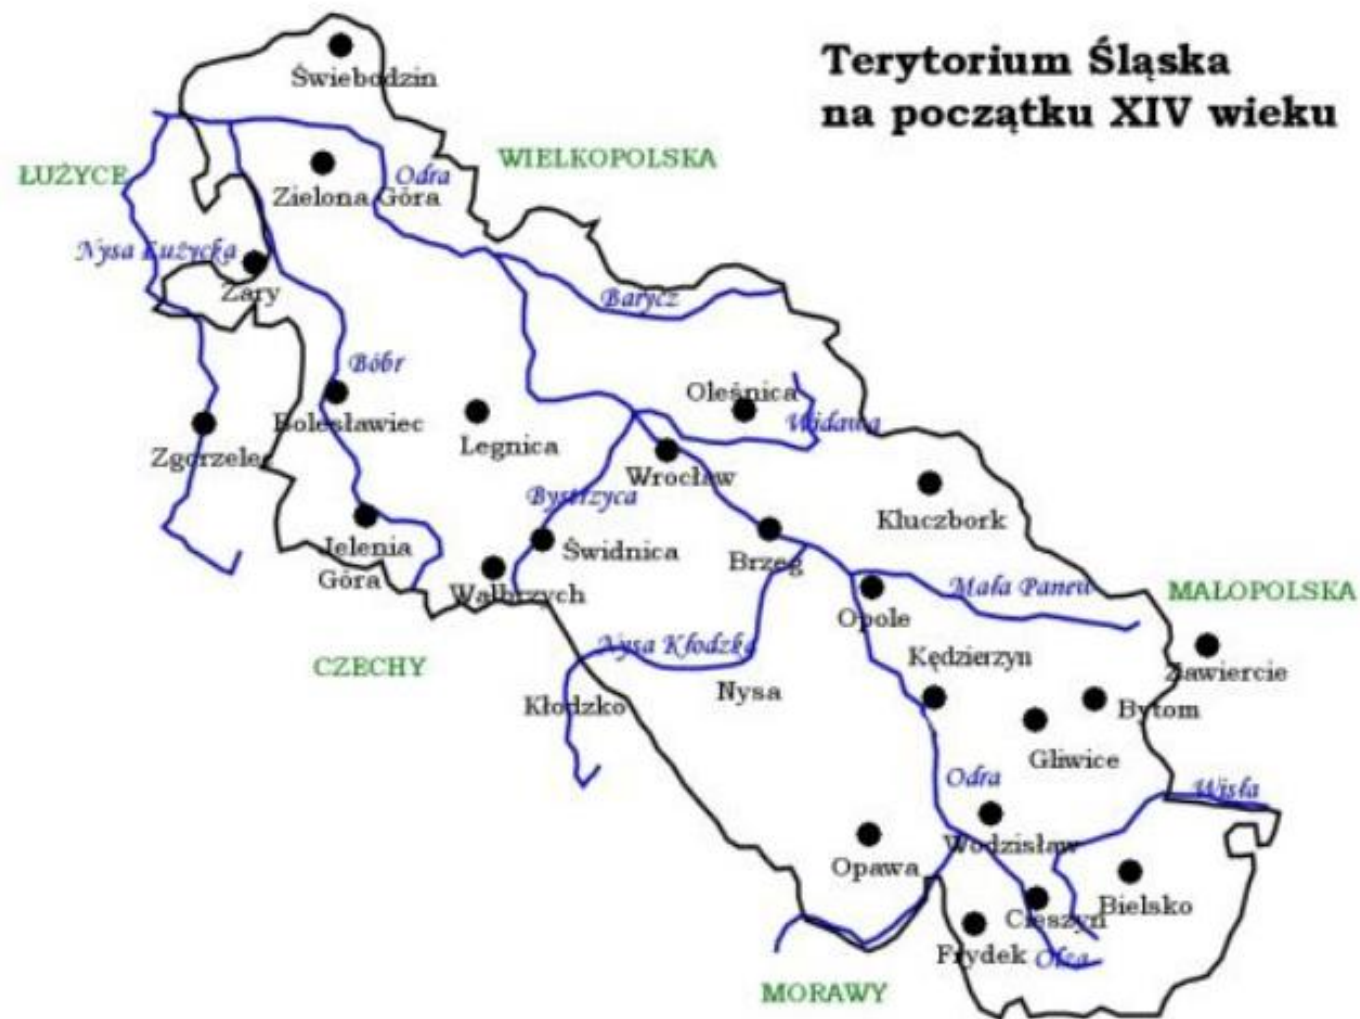 Terytorium Śląska
na początku XIV wieku
Świebodzin
WIELKOPOLSKA
ŁUŻYCE
Odra
Zielona Góra
Nysa Łużycka
Żary
Barycz
Bóbr
Oleśnica
Widawa
Bolesławiec
Legnica
Zgorzelec
Wrocław
Bystrzyca
Kluczbork
Jelenia
Góra
Świdnica
Brzeg
Wałbrzych
Mała Panew
MAŁOPOLSKA
Opole
Nysa Kłodzka
Kędzierzyn
CZECHY
Zawiercie
Nysa
Kłodzko
Bytom
Gliwice
Odra
Wisła
Wodzisław
Opawa
Bielsko
Cieszyn
Frydek
Olza
MORAWY